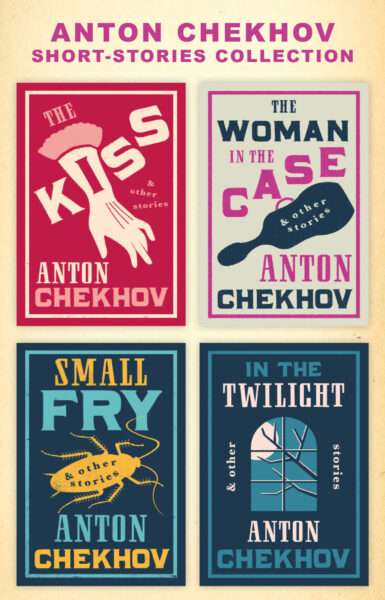 ANTON CHEKHOV
SHORT-STORIES COLLECTION
THE
KISS
& other
stories
ANTON
CHEKHOV
THE
WOMAN
IN THE
CASE
& other
stories
ANTON
CHEKHOV
SMALL
FRY
& other
stories
ANTON
CHEKHOV
IN THE
TWILIGHT
& other
stories
ANTON
CHEKHOV